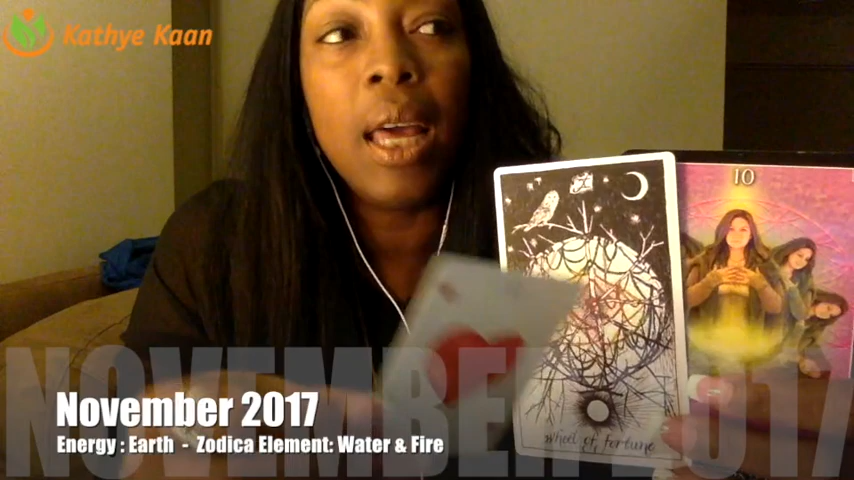 Kathye Kaan
10
wheel of fortune
NOVEMBER 2017
November 2017
Energy : Earth - Zodica Element: Water & Fire